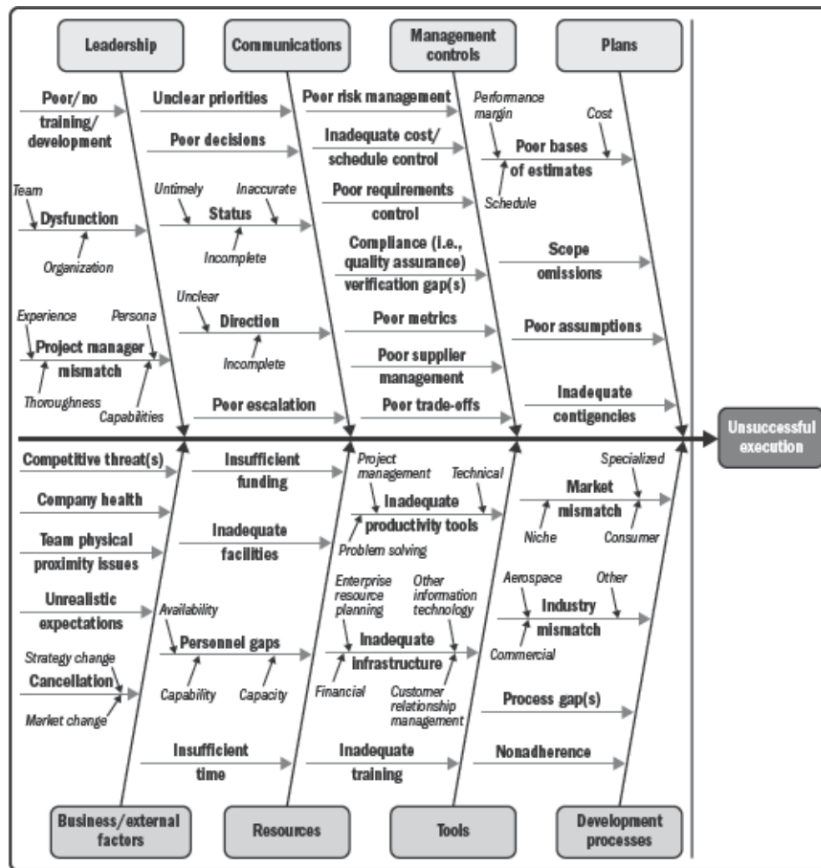 Leadership
Communications
Management
controls
Plans
Poor/no
training/
development
Team
Dysfunction
Organization
Experience
Persona
Project manager
mismatch
Thoroughness
Capabilities
Unclear priorities
Poor decisions
Untimely
Inaccurate
Status
Incomplete
Unclear
Direction
Incomplete
Poor escalation
Poor risk management
Inadequate cost/
schedule control
Poor requirements
control
Compliance (i.e.,
quality assurance)
verification gap(s)
Poor metrics
Poor supplier
management
Poor trade-offs
Performance
margin
Cost
Poor bases
of estimates
Schedule
Scope
omissions
Poor assumptions
Inadequate
contigencies
Unsuccessful
execution
Competitive threat(s)
Company health
Team physical
proximity issues
Unrealistic
expectations
Strategy change
Cancellation
Market change
Insufficient
funding
Inadequate
facilities
Availability
Personnel gaps
Capability
Capacity
Insufficient
time
Project
management
Technical
Inadequate
productivity tools
Problem solving
Enterprise
resource
planning
Other
information
technology
Inadequate
infrastructure
Financial
Customer
relationship
management
Inadequate
training
Specialized
Market
mismatch
Niche
Consumer
Aerospace
Other
Industry
mismatch
Commercial
Process gap(s)
Nonadherence
Business/external
factors
Resources
Tools
Development
processes